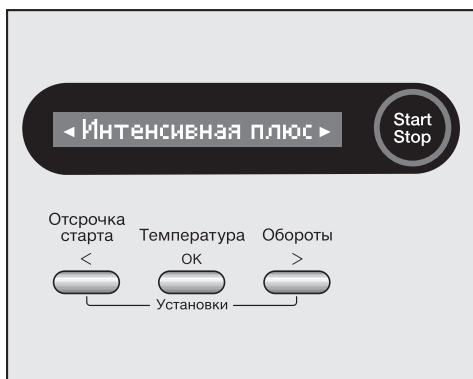 ◂ Интенсивная плюс ▸
Start
Stop
Отсрочка
старта
Температура
Обороты
<
OK
>
Установки